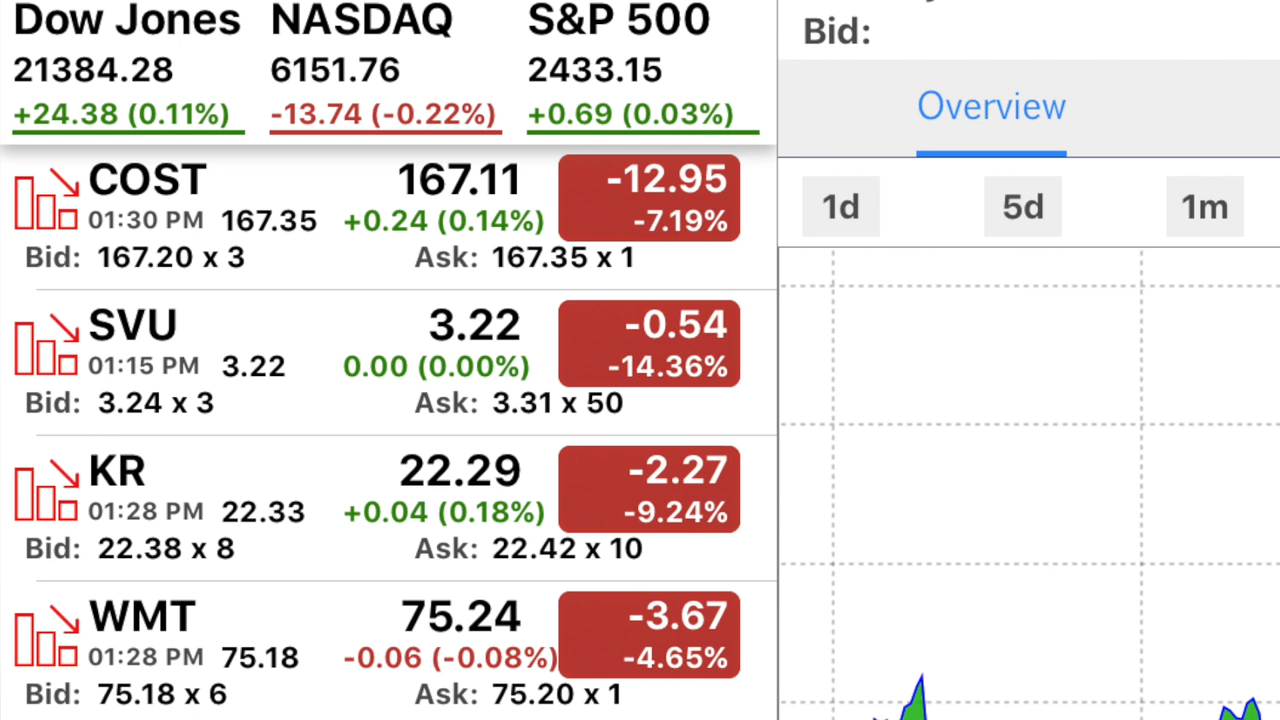 Dow Jones NASDAQ S&P 500
21384.28 6151.76 2433.15
+24.38 (0.11%) -13.74 (-0.22%) +0.69 (0.03%)
COST 167.11 -12.95
01:30 PM 167.35 +0.24 (0.14%) -7.19%
Bid: 167.20 x 3 Ask: 167.35 x 1
SVU 3.22 -0.54
01:15 PM 3.22 0.00 (0.00%) -14.36%
Bid: 3.24 x 3 Ask: 3.31 x 50
KR 22.29 -2.27
01:28 PM 22.33 +0.04 (0.18%) -9.24%
Bid: 22.38 x 8 Ask: 22.42 x 10
WMT 75.24 -3.67
01:28 PM 75.18 -0.06 (-0.08%) -4.65%
Bid: 75.18 x 6 Ask: 75.20 x 1
Bid:
Overview
1d 5d 1m